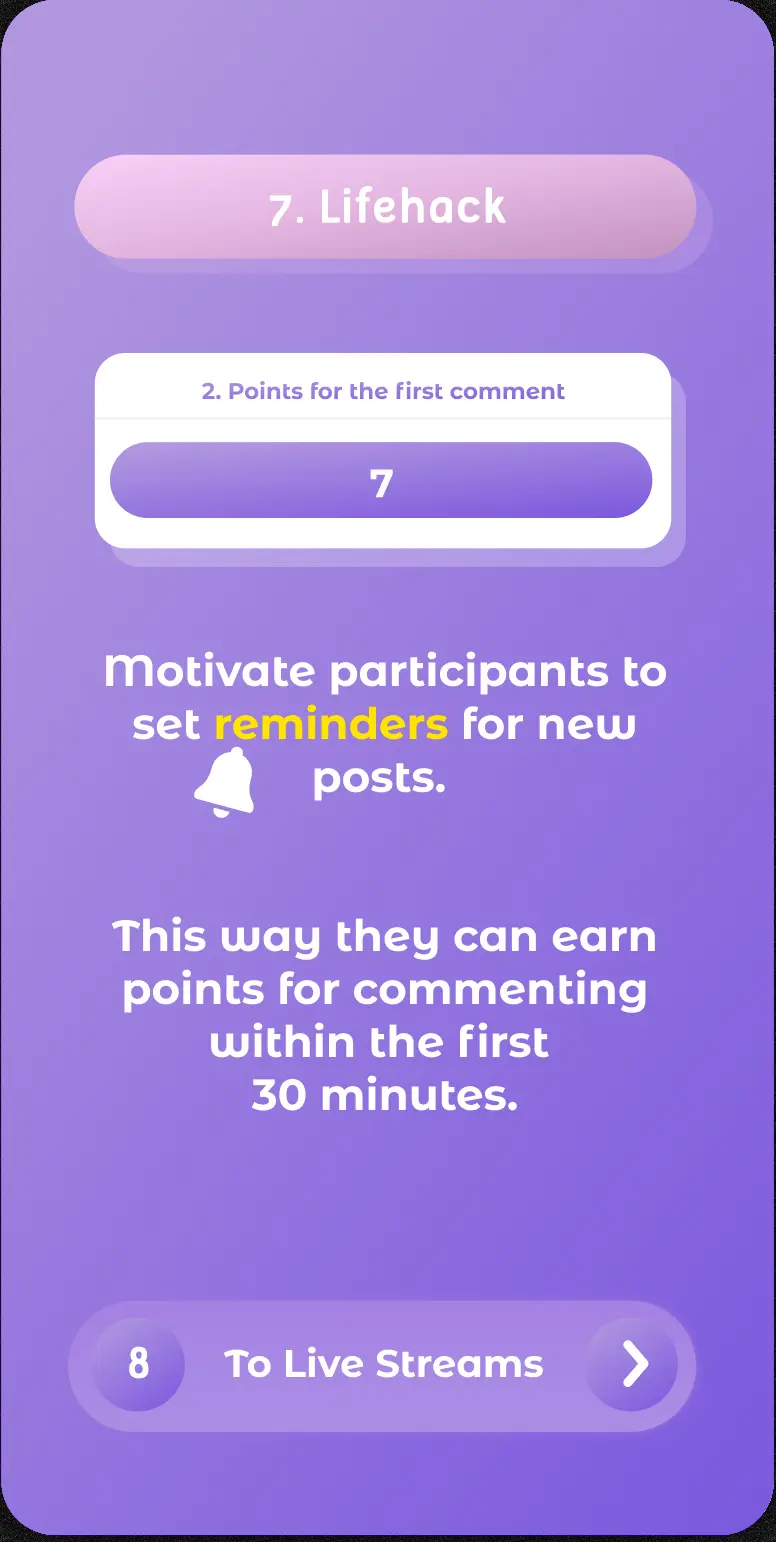 7. Lifehack
2. Points for the first comment
7
Motivate participants to
set reminders for new
posts.
This way they can earn
points for commenting
within the first
30 minutes.
8 To Live Streams